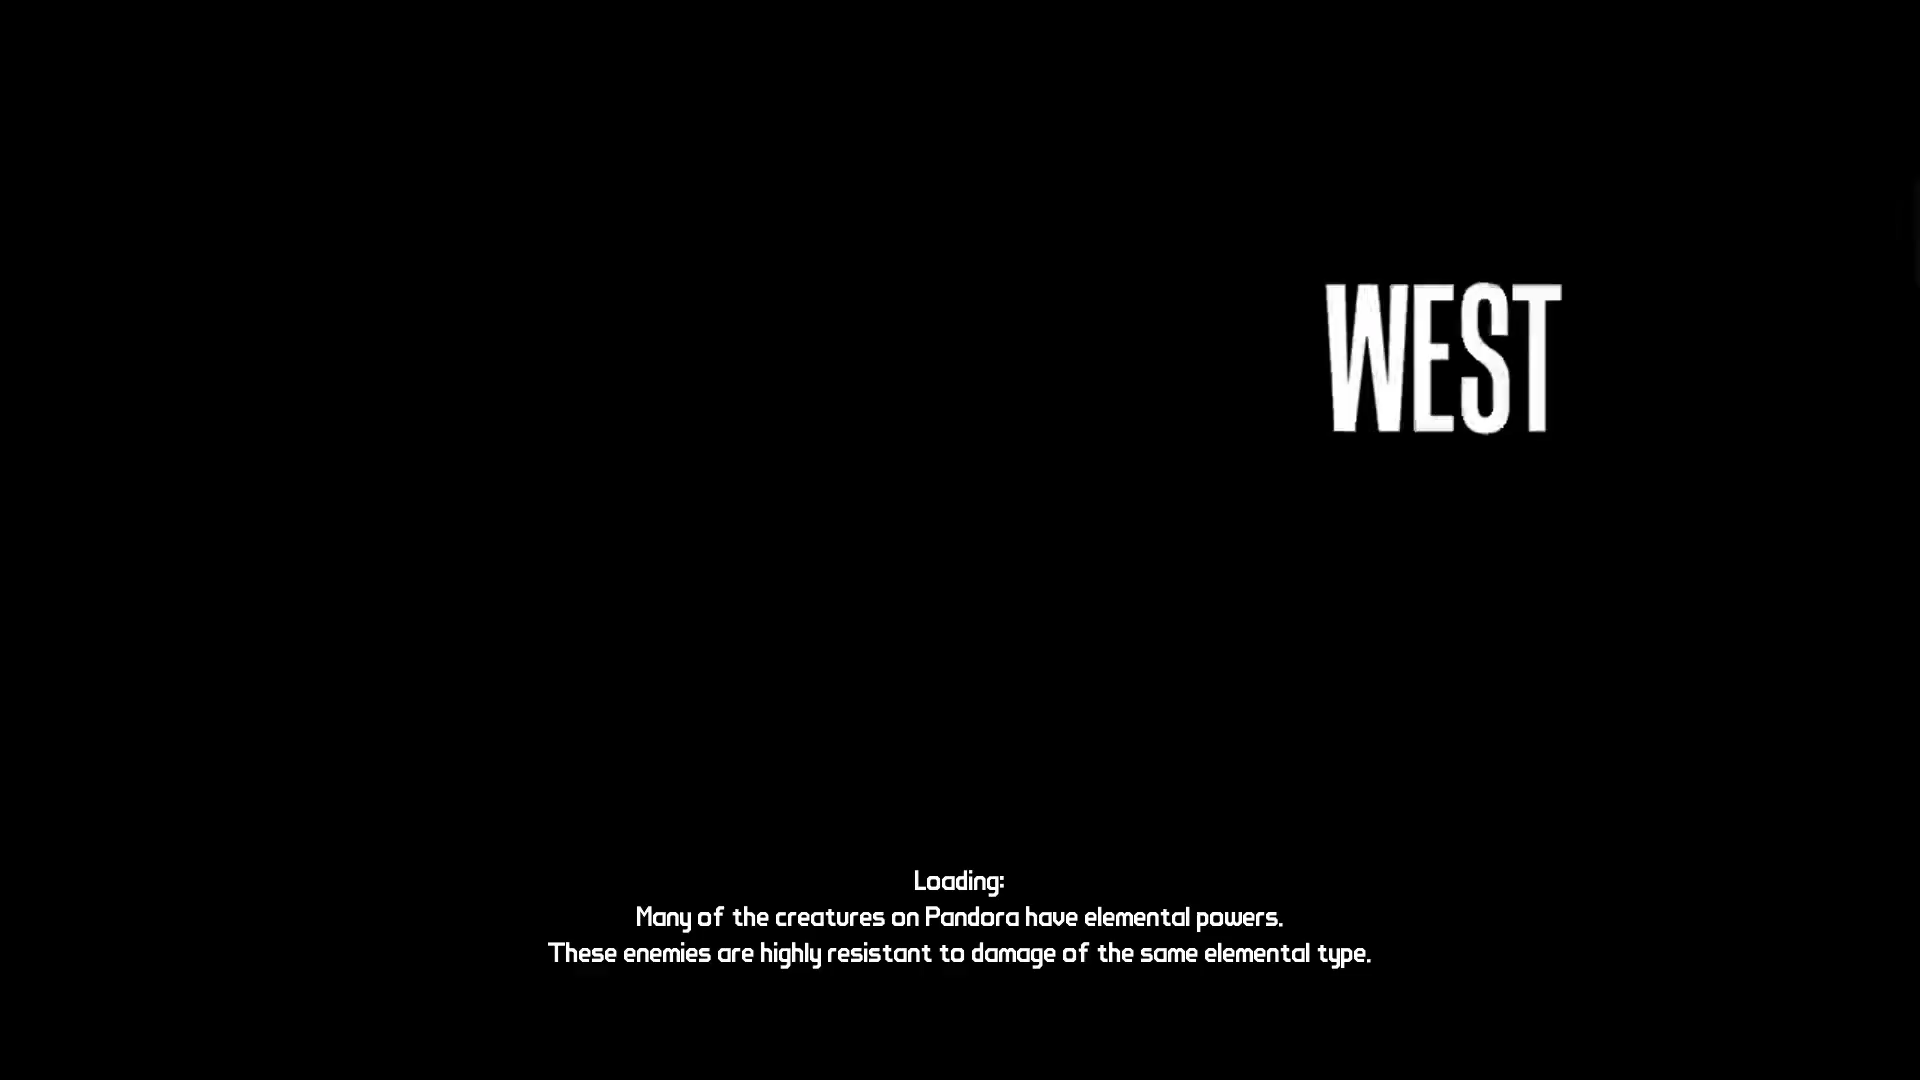 WEST
Loading:
Many of the creatures on Pandora have elemental powers.
These enemies are highly resistant to damage of the same elemental type.